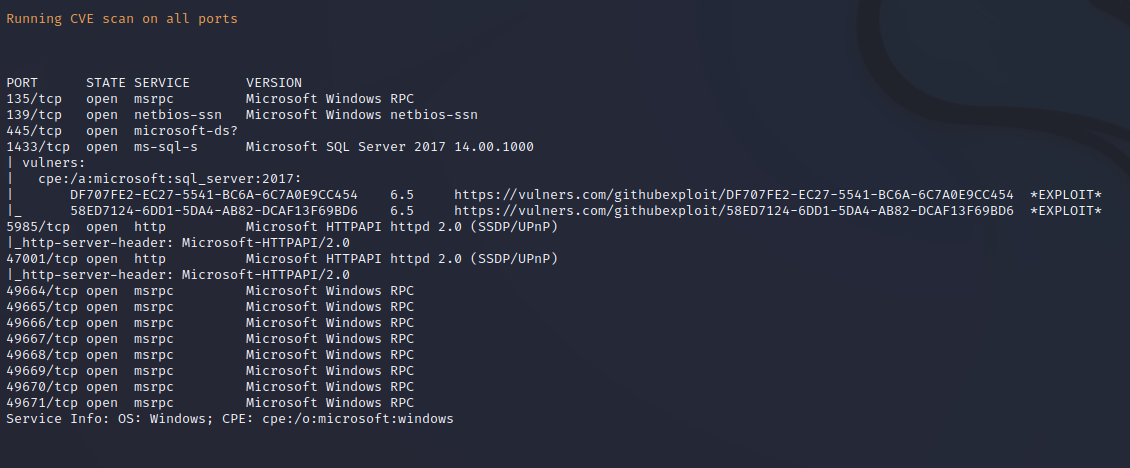 Running CVE scan on all ports
PORT      STATE SERVICE       VERSION
135/tcp   open  msrpc         Microsoft Windows RPC
139/tcp   open  netbios-ssn   Microsoft Windows netbios-ssn
445/tcp   open  microsoft-ds?
1433/tcp  open  ms-sql-s      Microsoft SQL Server 2017 14.00.1000
| vulners:
|   cpe:/a:microsoft:sql_server:2017:
|       DF707FE2-EC27-5541-BC6A-6C7A0E9CC454    6.5     https://vulners.com/githubexploit/DF707FE2-EC27-5541-BC6A-6C7A0E9CC454  *EXPLOIT*
|_      58ED7124-6DD1-5DA4-AB82-DCAF13F69BD6    6.5     https://vulners.com/githubexploit/58ED7124-6DD1-5DA4-AB82-DCAF13F69BD6  *EXPLOIT*
5985/tcp  open  http          Microsoft HTTPAPI httpd 2.0 (SSDP/UPnP)
|_http-server-header: Microsoft-HTTPAPI/2.0
47001/tcp open  http          Microsoft HTTPAPI httpd 2.0 (SSDP/UPnP)
|_http-server-header: Microsoft-HTTPAPI/2.0
49664/tcp open  msrpc         Microsoft Windows RPC
49665/tcp open  msrpc         Microsoft Windows RPC
49666/tcp open  msrpc         Microsoft Windows RPC
49667/tcp open  msrpc         Microsoft Windows RPC
49668/tcp open  msrpc         Microsoft Windows RPC
49669/tcp open  msrpc         Microsoft Windows RPC
49670/tcp open  msrpc         Microsoft Windows RPC
49671/tcp open  msrpc         Microsoft Windows RPC
Service Info: OS: Windows; CPE: cpe:/o:microsoft:windows